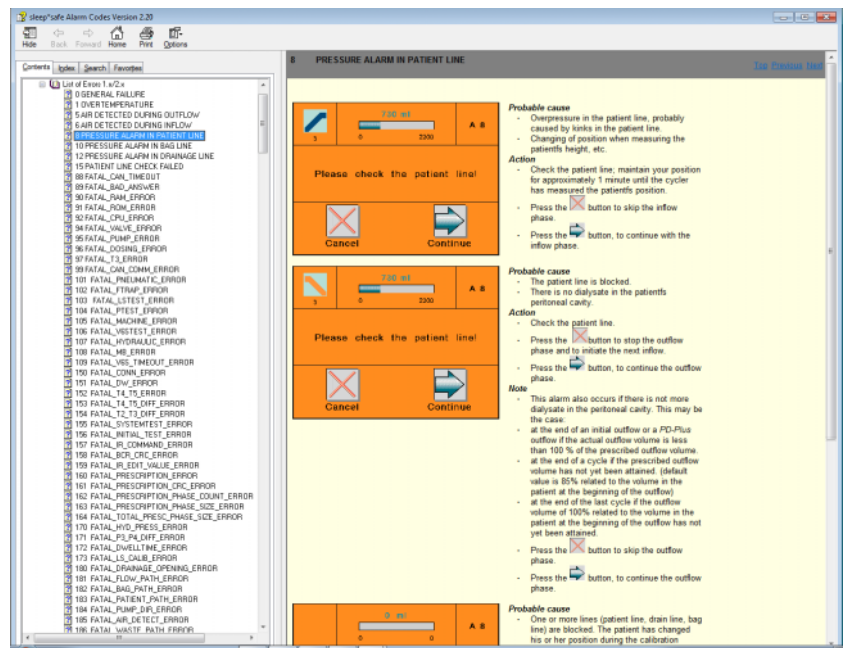 sleep*safe Alarm Codes Version 2.20
Hide Back Forward Home Print Options
Contents Index Search Favorites
List of Errors 1.x/2.x
0 GENERAL FAILURE
1 OVERTEMPERATURE
5 AIR DETECTED DURING OUTFLOW
6 AIR DETECTED DURING INFLOW
8 PRESSURE ALARM IN PATIENT LINE
10 PRESSURE ALARM IN BAG LINE
12 PRESSURE ALARM IN DRAINAGE LINE
15 PATIENT LINE CHECK FAILED
88 FATAL_CAN_TIMEOUT
89 FATAL_BAD_ANSWER
90 FATAL_RAM_ERROR
91 FATAL_ROM_ERROR
92 FATAL_CPU_ERROR
94 FATAL_VALVE_ERROR
95 FATAL_PUMP_ERROR
96 FATAL_DOSING_ERROR
97 FATAL_T3_ERROR
99 FATAL_CAN_COMM_ERROR
101 FATAL_PNEUMATIC_ERROR
102 FATAL_FTRAP_ERROR
103 FATAL_LSTEST_ERROR
104 FATAL_PTEST_ERROR
105 FATAL_MACHINE_ERROR
106 FATAL_V6STEST_ERROR
107 FATAL_HYDRAULIC_ERROR
108 FATAL_MB_ERROR
109 FATAL_V6S_TIMEOUT_ERROR
150 FATAL_CONN_ERROR
151 FATAL_DW_ERROR
152 FATAL_T4_T5_ERROR
153 FATAL_T4_T5_DIFF_ERROR
154 FATAL_T2_T3_DIFF_ERROR
155 FATAL_SYSTEMTEST_ERROR
156 FATAL_INITIAL_TEST_ERROR
157 FATAL_IR_COMMAND_ERROR
158 FATAL_BCR_CRC_ERROR
159 FATAL_IR_EDIT_VALUE_ERROR
160 FATAL_PRESCRIPTION_ERROR
161 FATAL_PRESCRIPTION_CRC_ERROR
162 FATAL_PRESCRIPTION_PHASE_COUNT_ERROR
163 FATAL_PRESCRIPTION_PHASE_SIZE_ERROR
164 FATAL_TOTAL_PRESC_PHASE_SIZE_ERROR
170 FATAL_HYD_PRESS_ERROR
171 FATAL_P3_P4_DIFF_ERROR
172 FATAL_DWELLTIME_ERROR
173 FATAL_LS_CALIB_ERROR
180 FATAL_DRAINAGE_OPENING_ERROR
181 FATAL_FLOW_PATH_ERROR
182 FATAL_BAG_PATH_ERROR
183 FATAL_PATIENT_PATH_ERROR
184 FATAL_PUMP_DIR_ERROR
185 FATAL_AIR_DETECT_ERROR
186 FATAL WASTE PATH ERROR
8 PRESSURE ALARM IN PATIENT LINE
Top Previous Next
730 ml
A 8
3 0 2300
Please check the patient line!
Cancel Continue
Probable cause
- Overpressure in the patient line, probably
caused by kinks in the patient line.
- Changing of position when measuring the
patientfs height, etc.
Action
- Check the patient line; maintain your position
for approximately 1 minute until the cycler
has measured the patientfs position.
- Press the button to skip the inflow
phase.
- Press the button, to continue with the
inflow phase.
730 ml
A 8
3 0 2300
Please check the patient line!
Cancel Continue
Probable cause
- The patient line is blocked.
- There is no dialysate in the patientfs
peritoneal cavity.
Action
- Check the patient line.
- Press the button to stop the outflow
phase and to initiate the next inflow.
- Press the button, to continue the outflow
phase.
Note
- This alarm also occurs if there is not more
dialysate in the peritoneal cavity. This may be
the case:
- at the end of an initial outflow or a PD-Plus
outflow if the actual outflow volume is less
than 100 % of the prescribed outflow volume.
- at the end of a cycle if the prescribed outflow
volume has not yet been attained. (default
value is 85% related to the volume in the
patient at the beginning of the outflow)
- at the end of the last cycle if the outflow
volume of 100% related to the volume in the
patient at the beginning of the outflow has not
yet been attained.
- Press the button to skip the outflow
phase.
- Press the button, to continue the outflow
phase.
0 ml
A 8
0 0
Probable cause
- One or more lines (patient line, drain line, bag
line) are blocked. The patient has changed
his or her position during the calibration